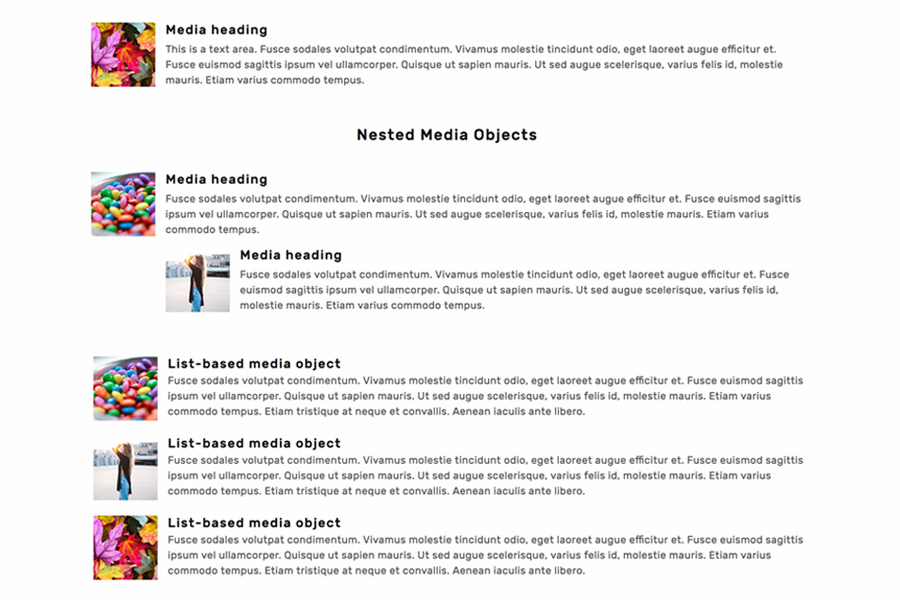 Media heading
This is a text area. Fusce sodales volutpat condimentum. Vivamus molestie tincidunt odio, eget laoreet augue efficitur et.
Fusce euismod sagittis ipsum vel ullamcorper. Quisque ut sapien mauris. Ut sed augue scelerisque, varius felis id, molestie
mauris. Etiam varius commodo tempus.
Nested Media Objects
Media heading
Fusce sodales volutpat condimentum. Vivamus molestie tincidunt odio, eget laoreet augue efficitur et. Fusce euismod sagittis
ipsum vel ullamcorper. Quisque ut sapien mauris. Ut sed augue scelerisque, varius felis id, molestie mauris. Etiam varius
commodo tempus.
Media heading
Fusce sodales volutpat condimentum. Vivamus molestie tincidunt odio, eget laoreet augue efficitur et. Fusce
euismod sagittis ipsum vel ullamcorper. Quisque ut sapien mauris. Ut sed augue scelerisque, varius felis id,
molestie mauris. Etiam varius commodo tempus.
List-based media object
Fusce sodales volutpat condimentum. Vivamus molestie tincidunt odio, eget laoreet augue efficitur et. Fusce euismod sagittis
ipsum vel ullamcorper. Quisque ut sapien mauris. Ut sed augue scelerisque, varius felis id, molestie mauris. Etiam varius
commodo tempus. Etiam tristique at neque et convallis. Aenean iaculis ante libero.
List-based media object
Fusce sodales volutpat condimentum. Vivamus molestie tincidunt odio, eget laoreet augue efficitur et. Fusce euismod sagittis
ipsum vel ullamcorper. Quisque ut sapien mauris. Ut sed augue scelerisque, varius felis id, molestie mauris. Etiam varius
commodo tempus. Etiam tristique at neque et convallis. Aenean iaculis ante libero.
List-based media object
Fusce sodales volutpat condimentum. Vivamus molestie tincidunt odio, eget laoreet augue efficitur et. Fusce euismod sagittis
ipsum vel ullamcorper. Quisque ut sapien mauris. Ut sed augue scelerisque, varius felis id, molestie mauris. Etiam varius
commodo tempus. Etiam tristique at neque et convallis. Aenean iaculis ante libero.